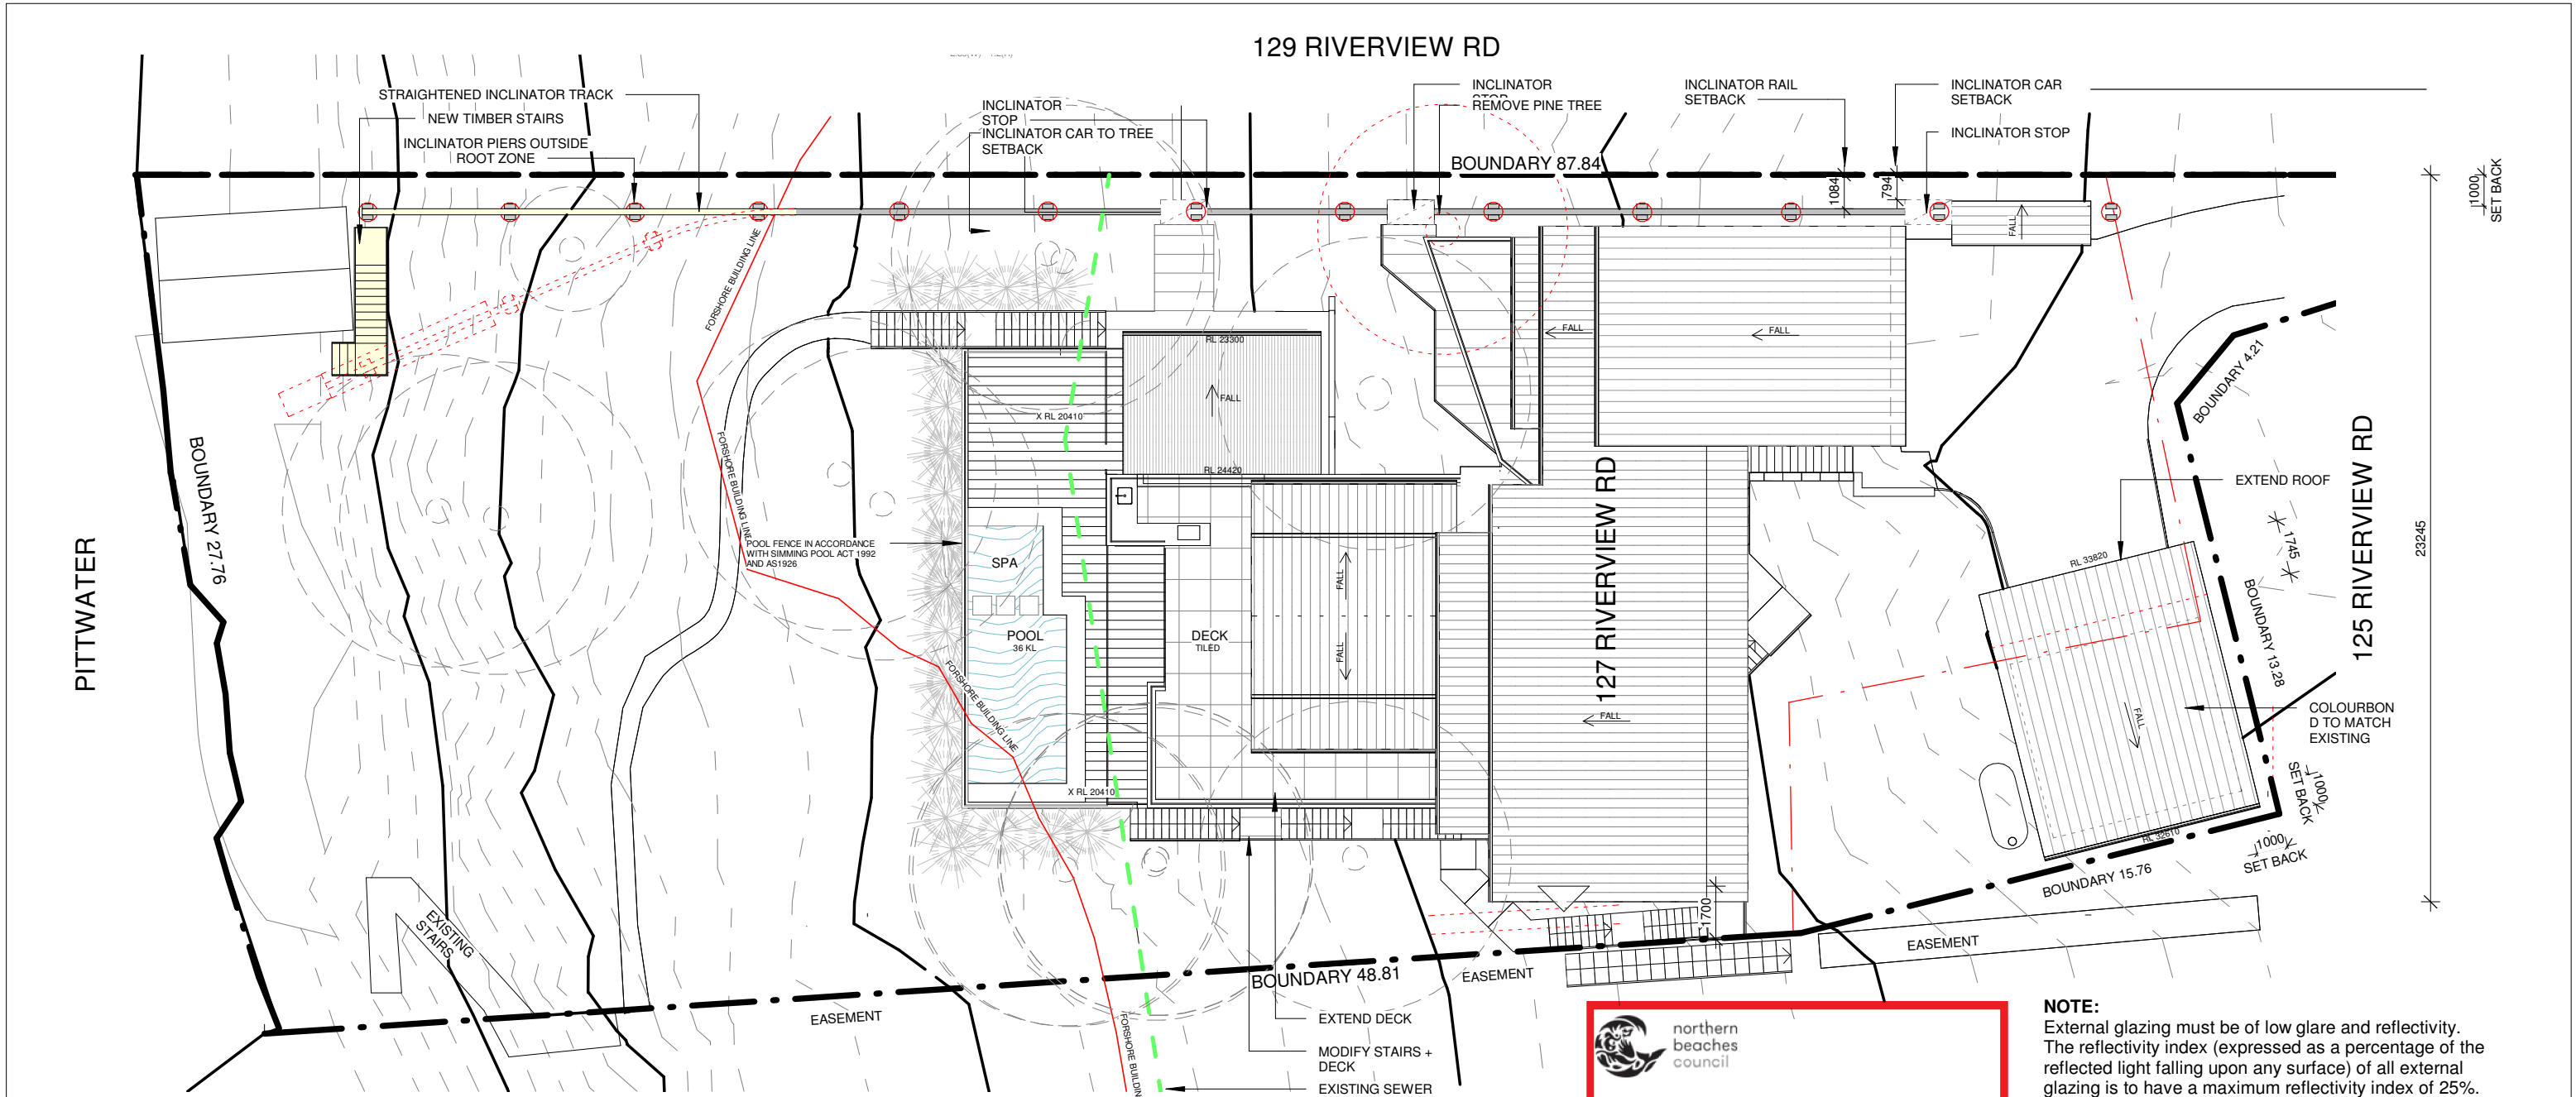 129 RIVERVIEW RD
STRAIGHTENED INCLINATOR TRACK
NEW TIMBER STAIRS
INCLINATOR PIERS OUTSIDE
ROOT ZONE
INCLINATOR
STOP
INCLINATOR CAR TO TREE
SETBACK
INCLINATOR
STOP
REMOVE PINE TREE
INCLINATOR RAIL
SETBACK
INCLINATOR CAR
SETBACK
INCLINATOR STOP
BOUNDARY 87.84
1084
794
1000
SET BACK
FALL
FORSHORE BUILDING LINE
RL 23300
FALL
FALL
FALL
X RL 20410
RL 24420
BOUNDARY 4.21
BOUNDARY 27.76
PITTWATER
FORSHORE BUILDING LINE
POOL FENCE IN ACCORDANCE
WITH SIMMING POOL ACT 1992
AND AS1926
SPA
POOL
36 KL
DECK
TILED
FALL
FALL
127 RIVERVIEW RD
FALL
EXTEND ROOF
RL 33820
1745
BOUNDARY 13.28
125 RIVERVIEW RD
23245
FALL
COLOURBON
D TO MATCH
EXISTING
FORSHORE BUILDING LINE
X RL 20410
1000
SET BACK
RL 32610
1000
SET BACK
BOUNDARY 15.76
1700
EXISTING
STAIRS
EASEMENT
BOUNDARY 48.81
EASEMENT
EASEMENT
FORSHORE BUILDIN
EXTEND DECK
MODIFY STAIRS +
DECK
EXISTING SEWER
northern
beaches
council
NOTE:
External glazing must be of low glare and reflectivity.
The reflectivity index (expressed as a percentage of the
reflected light falling upon any surface) of all external
glazing is to have a maximum reflectivity index of 25%.